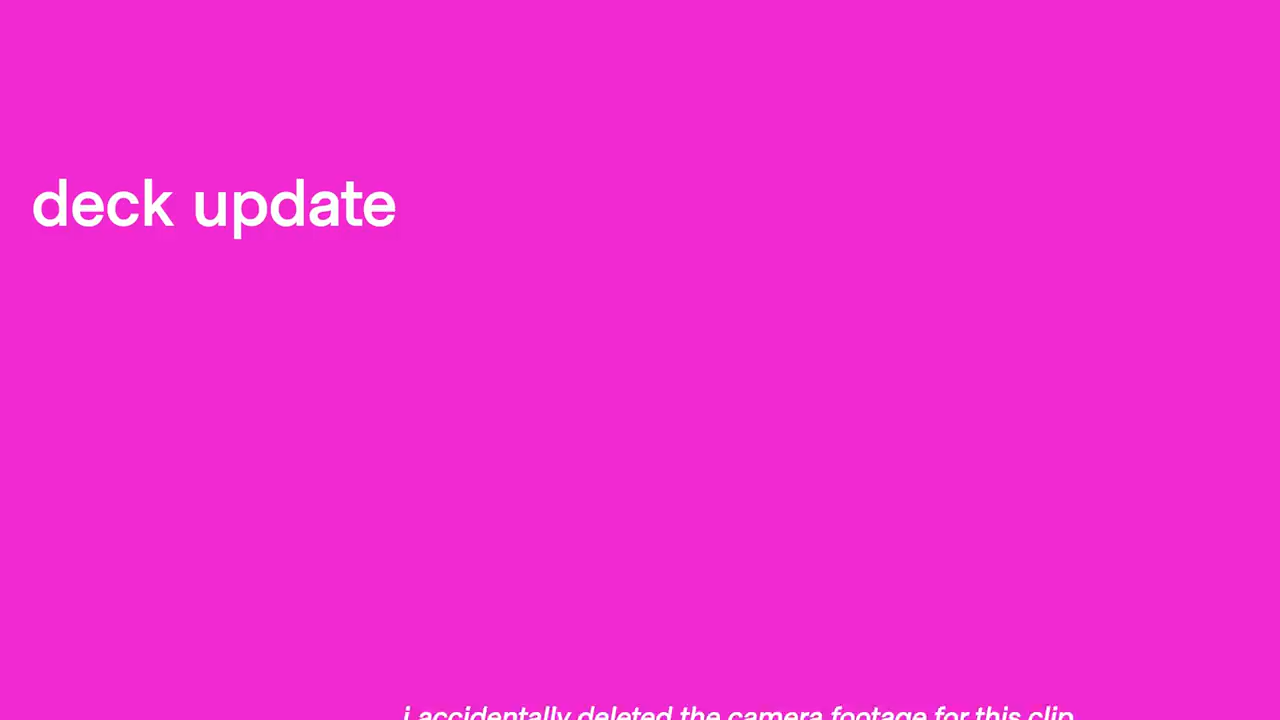 deck update
i accidentally deleted the camera footage for this clip